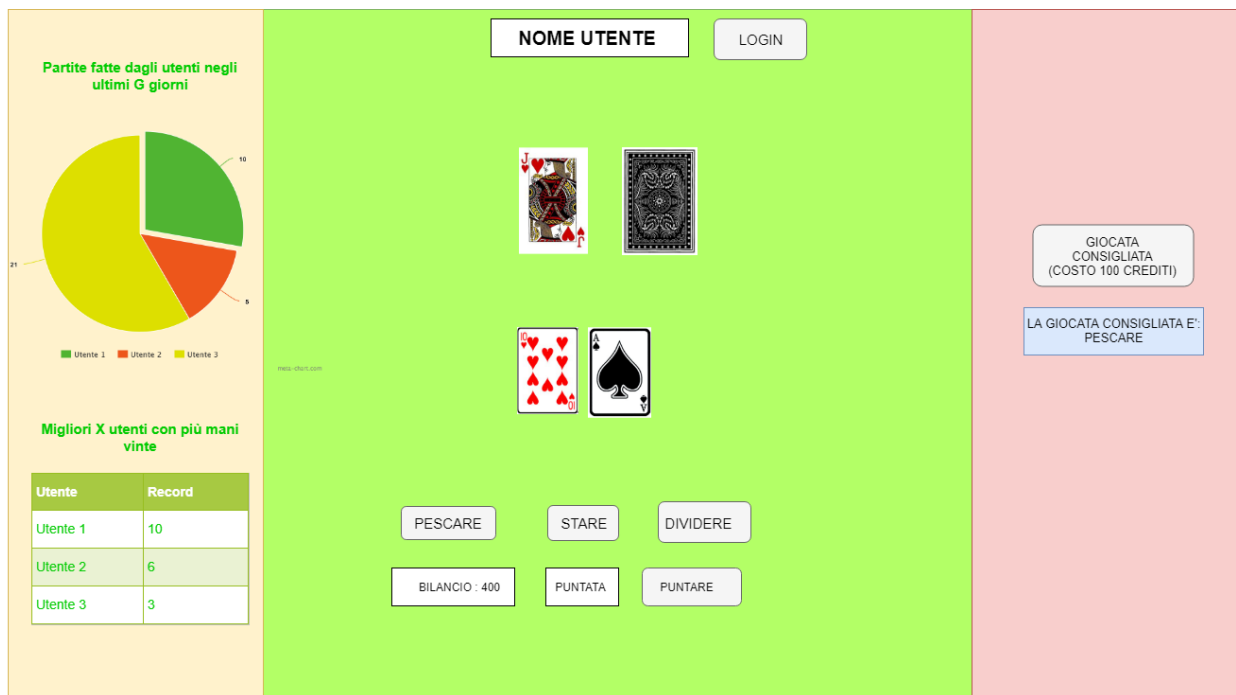 NOME UTENTE
LOGIN
Partite fatte dagli utenti negli
ultimi G giorni
10
5
21
Utente 1 Utente 2 Utente 3
meta-chart.com
Migliori X utenti con più mani
vinte
Utente Record
Utente 1 10
Utente 2 6
Utente 3 3
J
J
10
10
A
A
PESCARE STARE DIVIDERE
BILANCIO : 400 PUNTATA PUNTARE
GIOCATA
CONSIGLIATA
(COSTO 100 CREDITI)
LA GIOCATA CONSIGLIATA E':
PESCARE